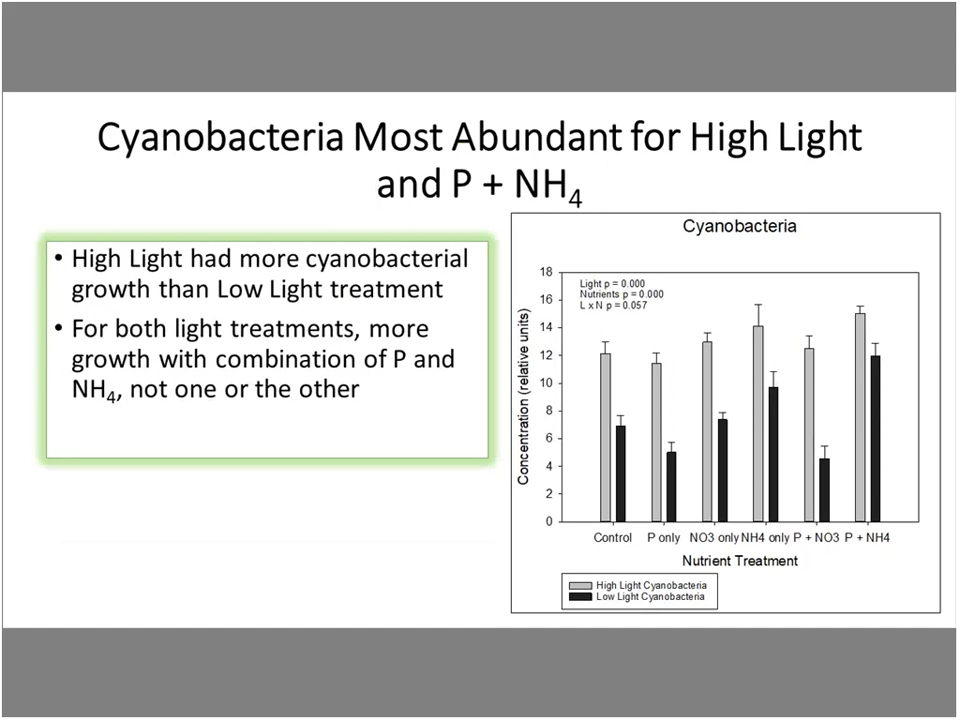 Cyanobacteria Most Abundant for High Light
and P + NH4
• High Light had more cyanobacterial
growth than Low Light treatment
• For both light treatments, more
growth with combination of P and
NH4, not one or the other
Cyanobacteria
Light p = 0.000
Nutrients p = 0.000
L x N p = 0.057
Concentration (relative units)
18
16
14
12
10
8
6
4
2
0
Control P only NO3 only NH4 only P + NO3 P + NH4
Nutrient Treatment
High Light Cyanobacteria
Low Light Cyanobacteria